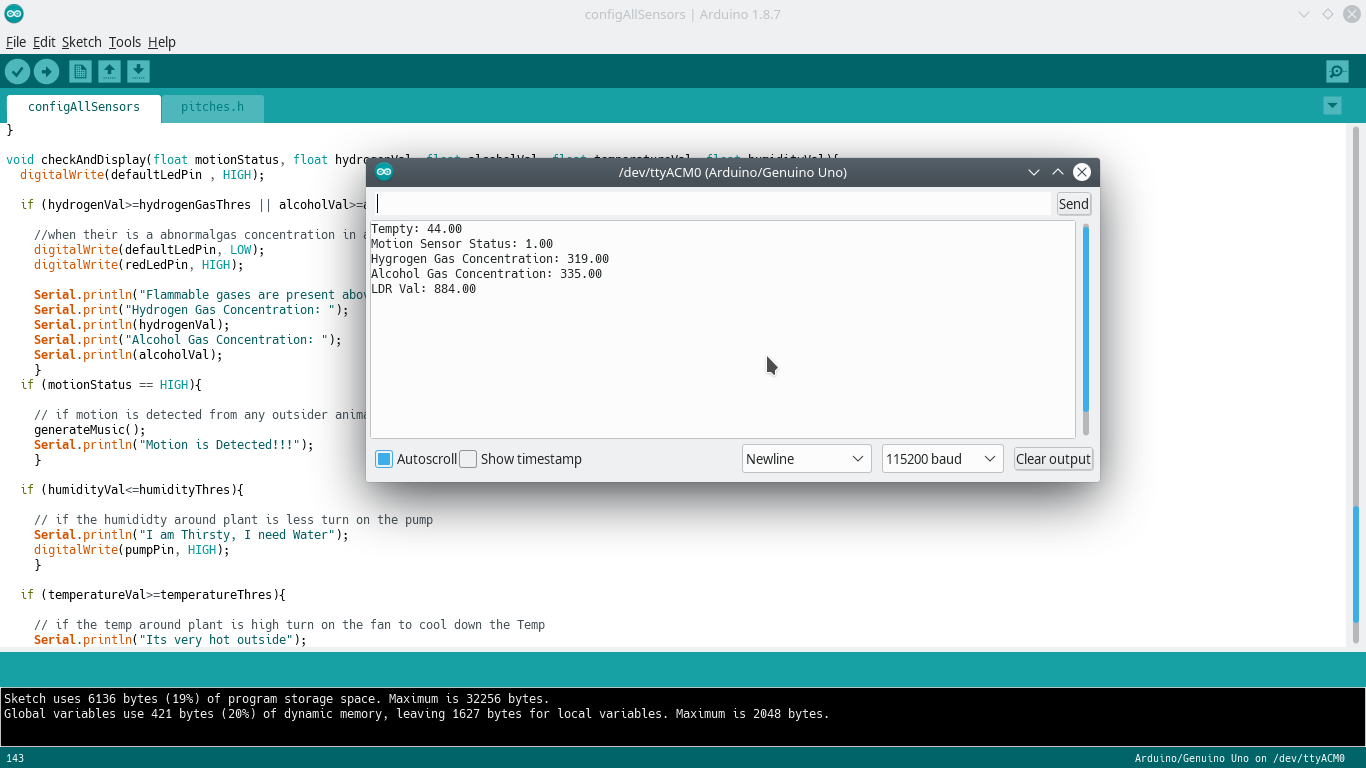 configAllSensors | Arduino 1.8.7
File Edit Sketch Tools Help
configAllSensors pitches.h
}
void checkAndDisplay(float motionStatus, float hydrogenVal, float alcoholVal, float temperatureVal, float humidityVal){
digitalWrite(defaultLedPin , HIGH);
if (hydrogenVal>=hydrogenGasThres || alcoholVal>=
//when their is a abnormalgas concentration in
digitalWrite(defaultLedPin, LOW);
digitalWrite(redLedPin, HIGH);
Serial.println("Flammable gases are present
Serial.print("Hydrogen Gas Concentration: ");
Serial.println(hydrogenVal);
Serial.print("Alcohol Gas Concentration: ");
Serial.println(alcoholVal);
}
if (motionStatus == HIGH){
// if motion is detected from any outsider
generateMusic();
Serial.println("Motion is Detected!!!");
}
if (humidityVal<=humidityThres){
// if the humididty around plant is less turn on the pump
Serial.println("I am Thirsty, I need Water");
digitalWrite(pumpPin, HIGH);
}
if (temperatureVal>=temperatureThres){
// if the temp around plant is high turn on the fan to cool down the Temp
Serial.println("Its very hot outside");
/dev/ttyACM0 (Arduino/Genuino Uno)
Send
Tempty: 44.00
Motion Sensor Status: 1.00
Hygrogen Gas Concentration: 319.00
Alcohol Gas Concentration: 335.00
LDR Val: 884.00
Autoscroll Show timestamp Newline 115200 baud Clear output
Sketch uses 6136 bytes (19%) of program storage space. Maximum is 32256 bytes.
Global variables use 421 bytes (20%) of dynamic memory, leaving 1627 bytes for local variables. Maximum is 2048 bytes.
143 Arduino/Genuino Uno on /dev/ttyACM0